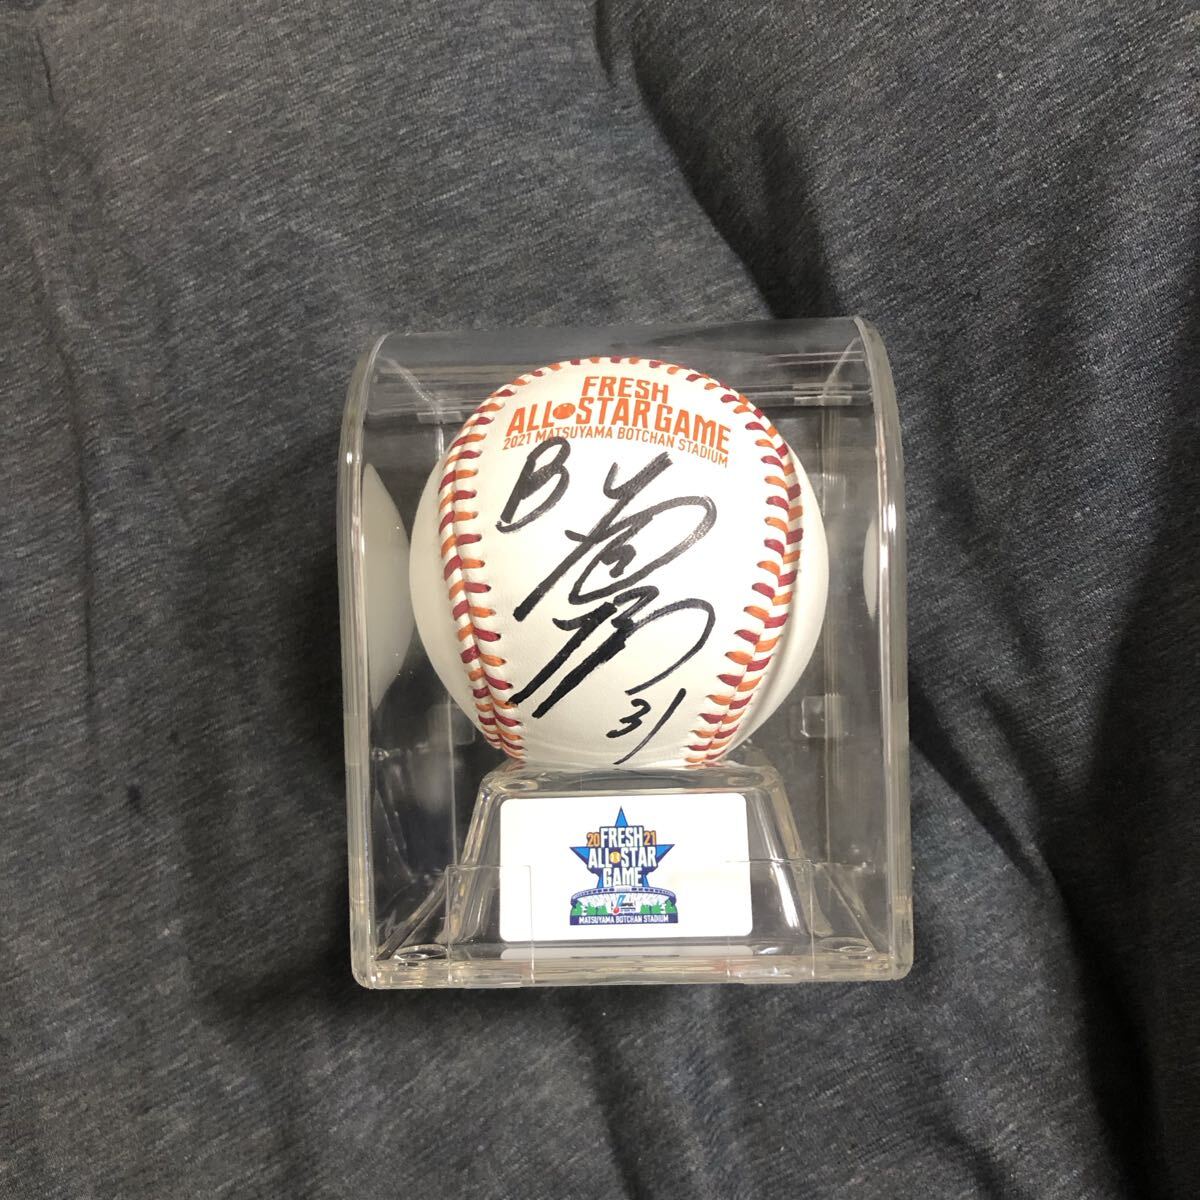 FRESH
ALL STAR GAME
2021 MATSUYAMA BOTCHAN STADIUM
B
31
20 FRESH 21
ALL STAR
GAME
MATSUYAMA BOTCHAN STADIUM